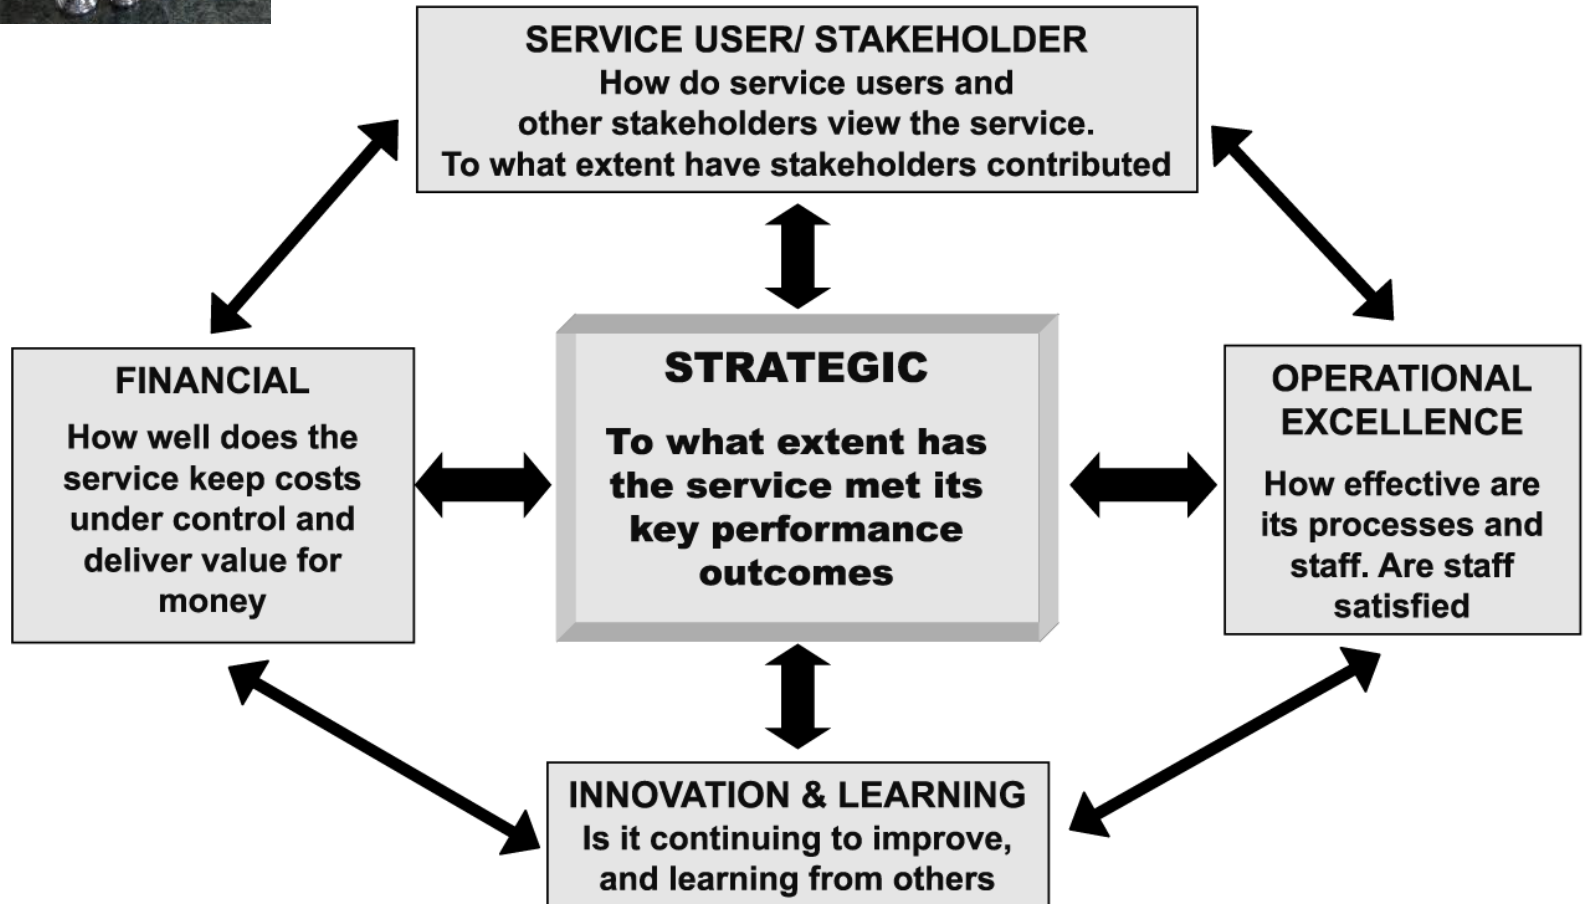 SERVICE USER/ STAKEHOLDER
How do service users and
other stakeholders view the service.
To what extent have stakeholders contributed
FINANCIAL
How well does the
service keep costs
under control and
deliver value for
money
STRATEGIC
To what extent has
the service met its
key performance
outcomes
OPERATIONAL
EXCELLENCE
How effective are
its processes and
staff. Are staff
satisfied
INNOVATION & LEARNING
Is it continuing to improve,
and learning from others